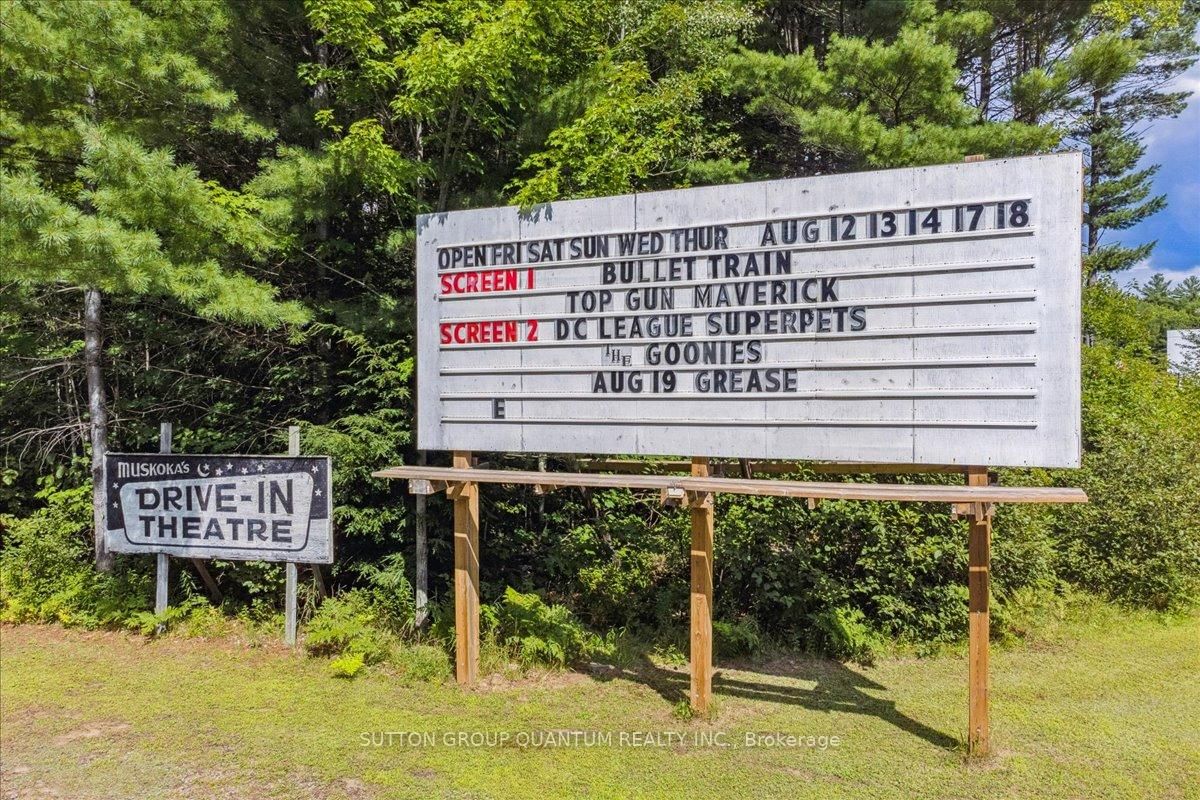 OPEN FRI SAT SUN WED THUR AUG 12 13 14 17 18
SCREEN 1 BULLET TRAIN
TOP GUN MAVERICK
SCREEN 2 DC LEAGUE SUPERPETS
THE GOONIES
AUG 19 GREASE
E
MUSKOKA'S
DRIVE-IN
THEATRE
SUTTON GROUP QUANTUM REALTY INC., Brokerage